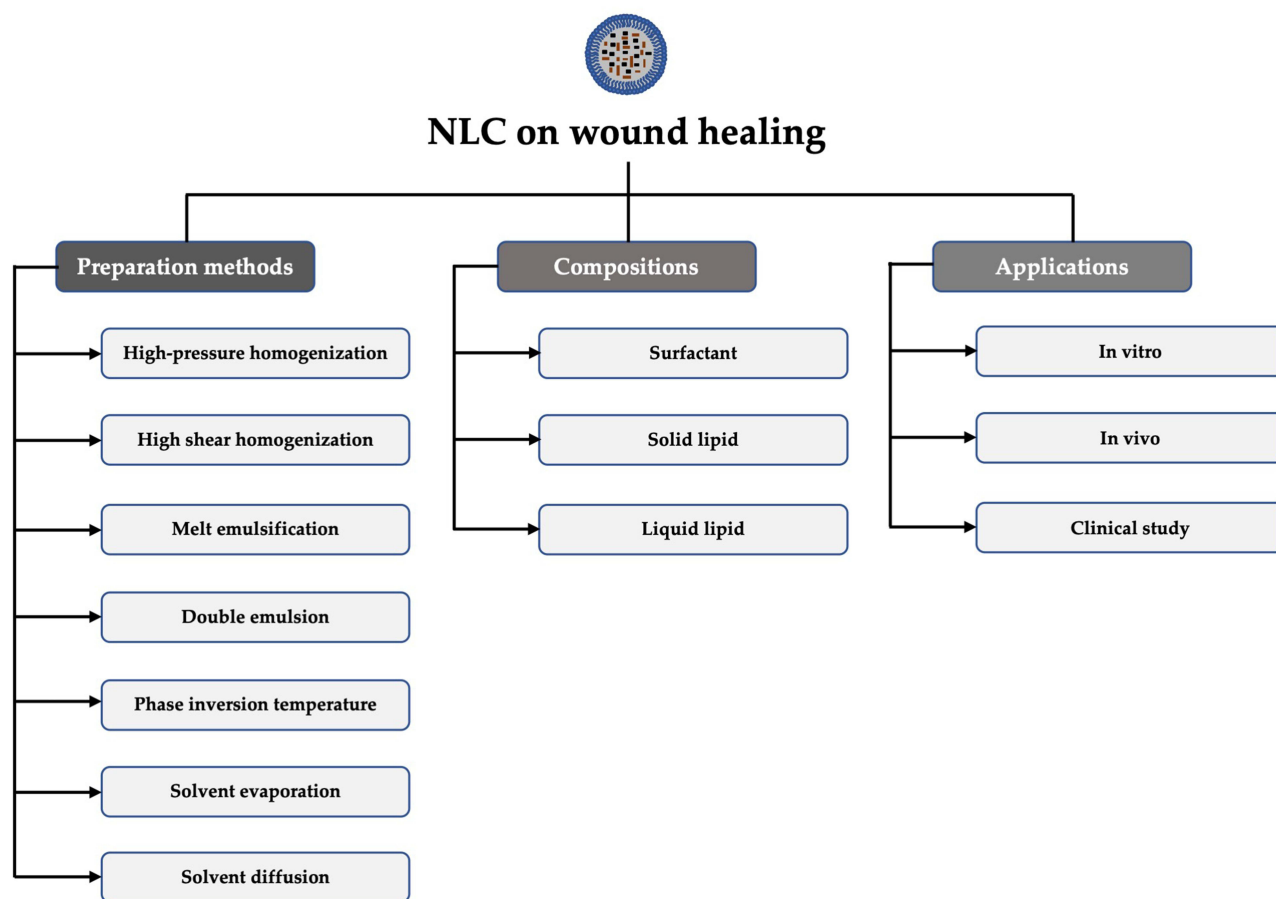 NLC on wound healing
Preparation methods
High-pressure homogenization
High shear homogenization
Melt emulsification
Double emulsion
Phase inversion temperature
Solvent evaporation
Solvent diffusion
Compositions
Surfactant
Solid lipid
Liquid lipid
Applications
In vitro
In vivo
Clinical study